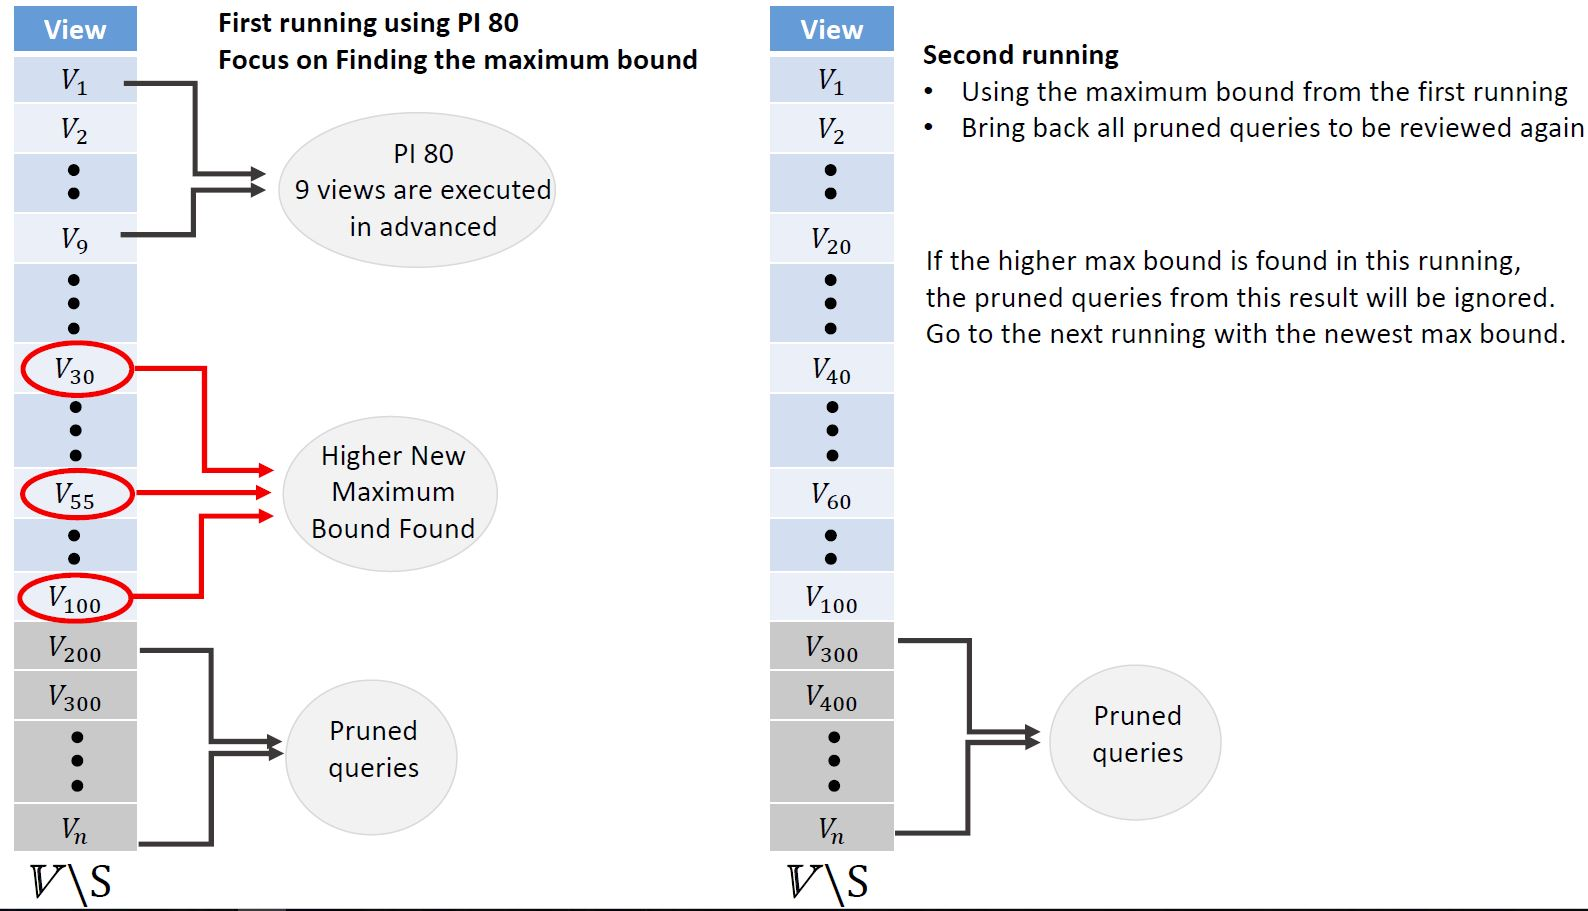 View
First running using PI 80
Focus on Finding the maximum bound
V₁
V₂
V₉
V₃₀
V₅₅
V₁₀₀
V₂₀₀
V₃₀₀
Vₙ
𝕍\S
PI 80
9 views are executed
in advanced
Higher New
Maximum
Bound Found
Pruned
queries
View
V₁
V₂
V₂₀
V₄₀
V₆₀
V₁₀₀
V₃₀₀
V₄₀₀
Vₙ
𝕍\S
Second running
• Using the maximum bound from the first running
• Bring back all pruned queries to be reviewed again
If the higher max bound is found in this running,
the pruned queries from this result will be ignored.
Go to the next running with the newest max bound.
Pruned
queries